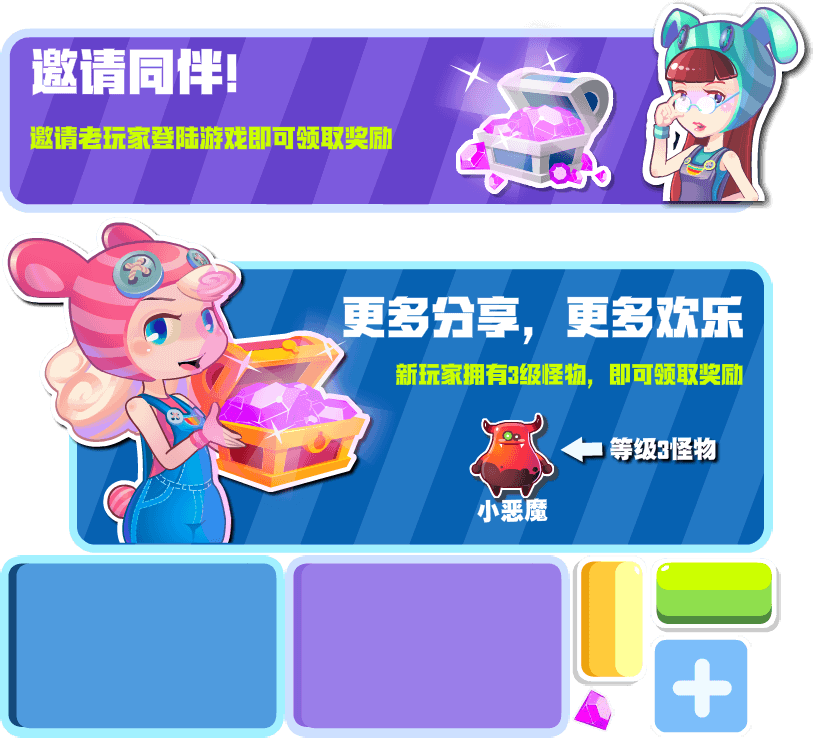 邀请同伴!
邀请老玩家登陆游戏即可领取奖励
更多分享，更多欢乐
新玩家拥有3级怪物，即可领取奖励
等级3怪物
小恶魔